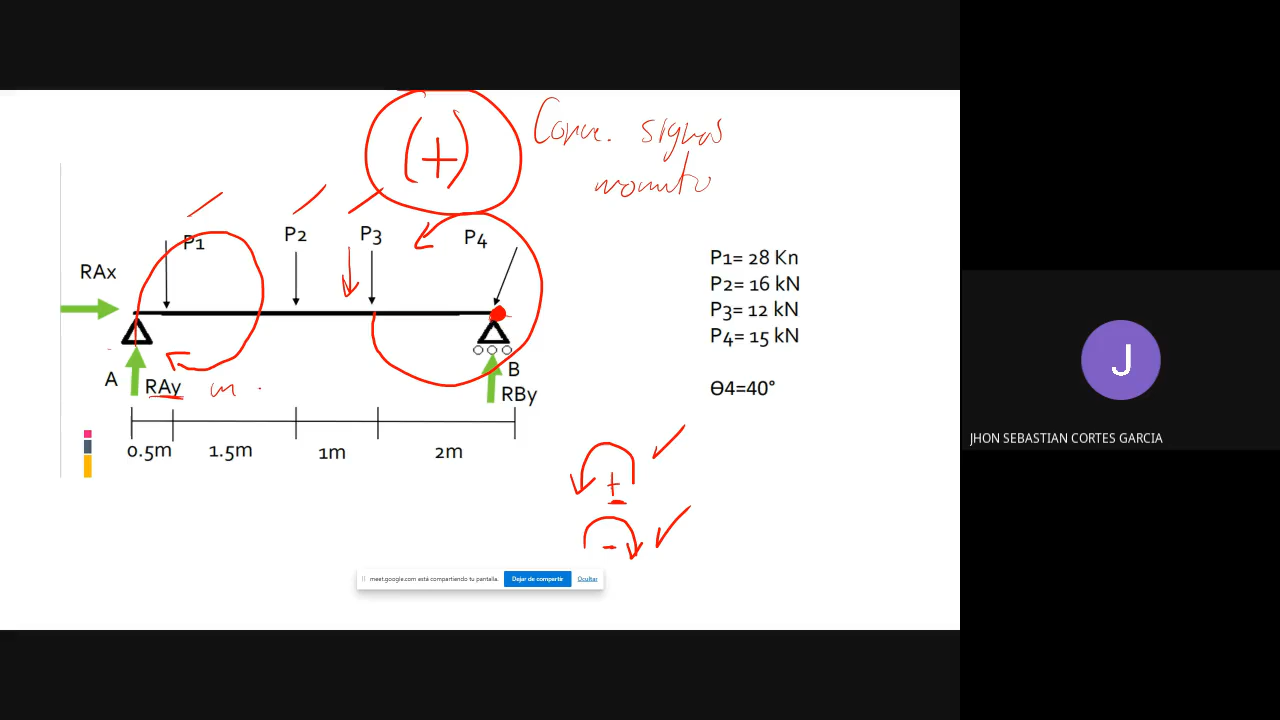 (+)
Conv. signos
momento
P1
P2
P3
P4
RAx
P1= 28 Kn
P2= 16 kN
P3= 12 kN
P4= 15 kN
A
RAy
m.
B
RBy
ϴ4=40°
0.5m
1.5m
1m
2m
+
-
meet.google.com está compartiendo tu pantalla.
Dejar de compartir
Ocultar
J
JHON SEBASTIAN CORTES GARCIA